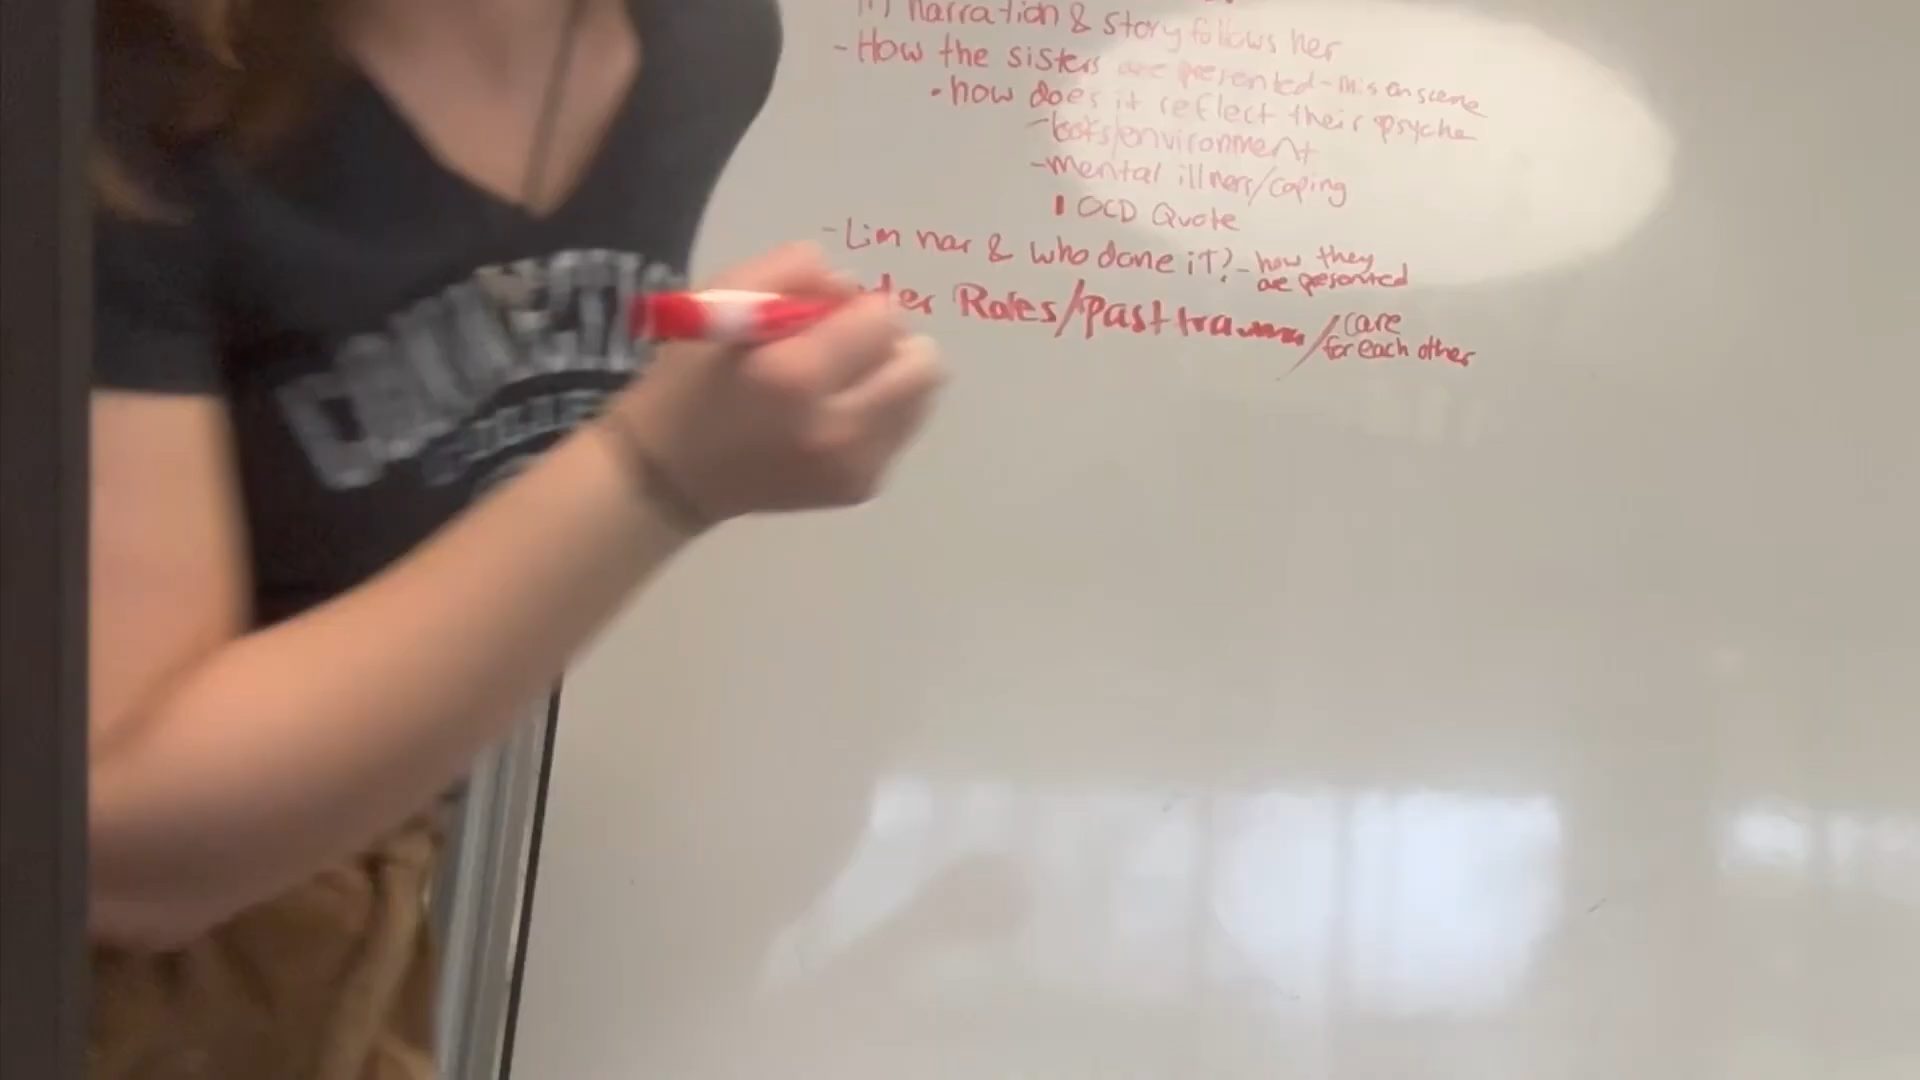 narration & story follows her
- How the sisters are presented - mis en scene
• how does it reflect their psyche
/environment
- mental illness/coping
OCD Quote
- Lim nar & who done it? - how they
are presented
Roles/past trauma /care
for each other